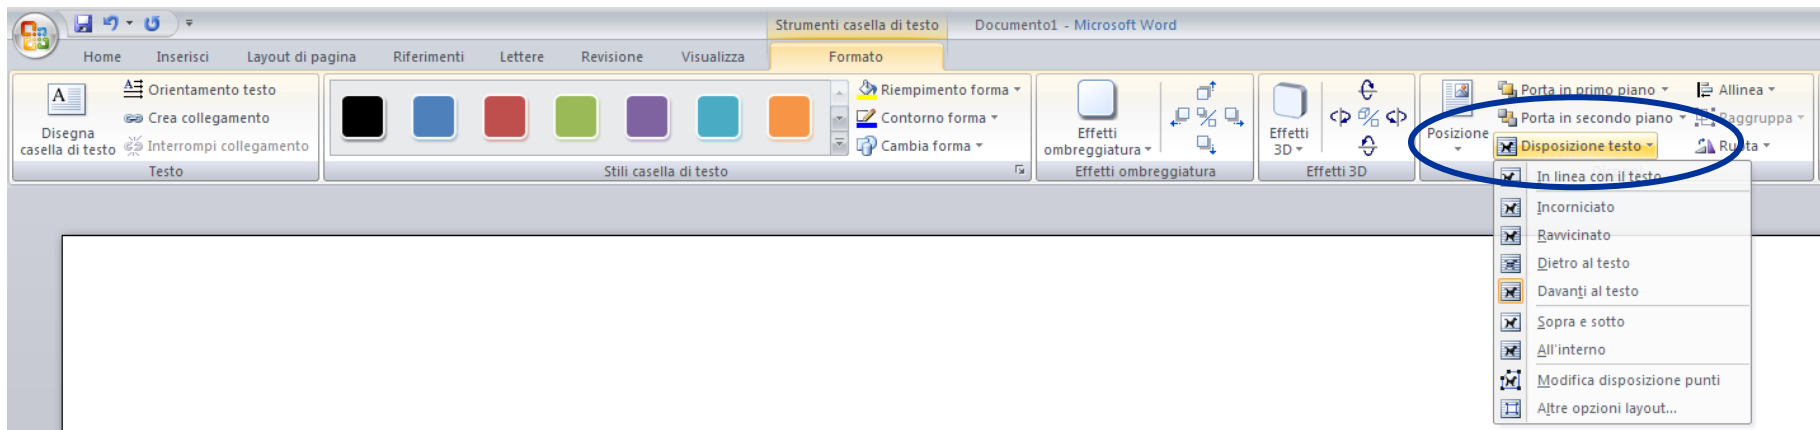 Strumenti casella di testo Documento1 - Microsoft Word
Home Inserisci Layout di pagina Riferimenti Lettere Revisione Visualizza Formato
Disegna casella di testo
Orientamento testo
Crea collegamento
Interrompi collegamento
Testo
Riempimento forma
Contorno forma
Cambia forma
Stili casella di testo
Effetti
ombreggiatura
Effetti ombreggiatura
Effetti
3D
Effetti 3D
Posizione
Porta in primo piano
Porta in secondo piano
Disposizione testo
Allinea
Raggruppa
Ruota
In linea con il testo
Incorniciato
Ravvicinato
Dietro al testo
Davanti al testo
Sopra e sotto
All'interno
Modifica disposizione punti
Altre opzioni layout...